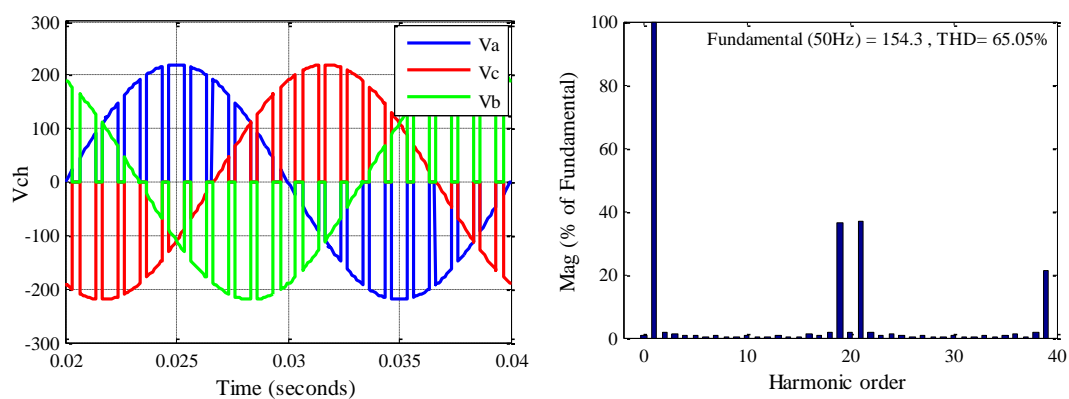 300
200
100
0
-100
-200
-300
Vch
0.02
0.025
0.03
0.035
0.04
Time (seconds)
Va
Vc
Vb
100
80
60
40
20
0
Mag (% of Fundamental)
Fundamental (50Hz) = 154.3 , THD= 65.05%
0
10
20
30
40
Harmonic order